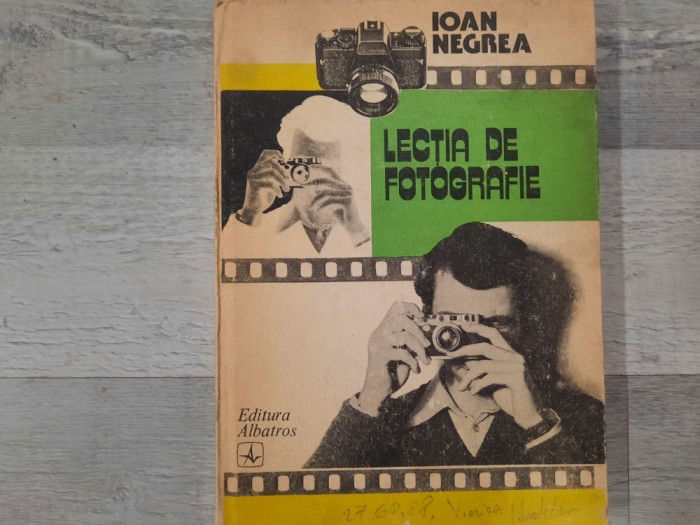 IOAN
NEGREA
LECȚIA DE
FOTOGRAFIE
Editura
Albatros